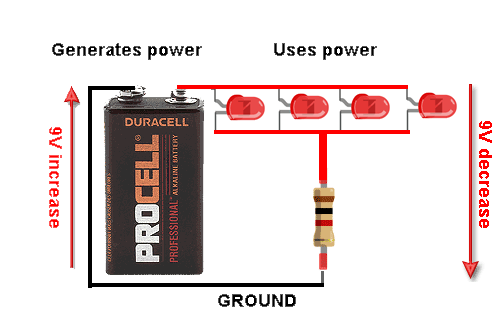 Generates power
Uses power
9V increase
DURACELL
PROCELL
PROFESSIONAL ALKALINE BATTERY
9V decrease
GROUND